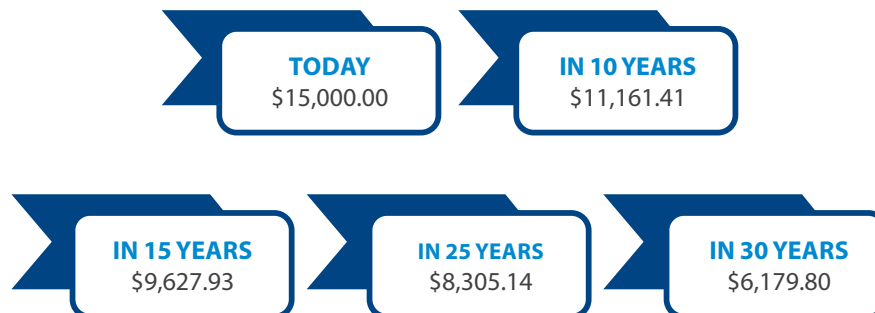 TODAY
$15,000.00
IN 10 YEARS
$11,161.41
IN 15 YEARS
$9,627.93
IN 25 YEARS
$8,305.14
IN 30 YEARS
$6,179.80